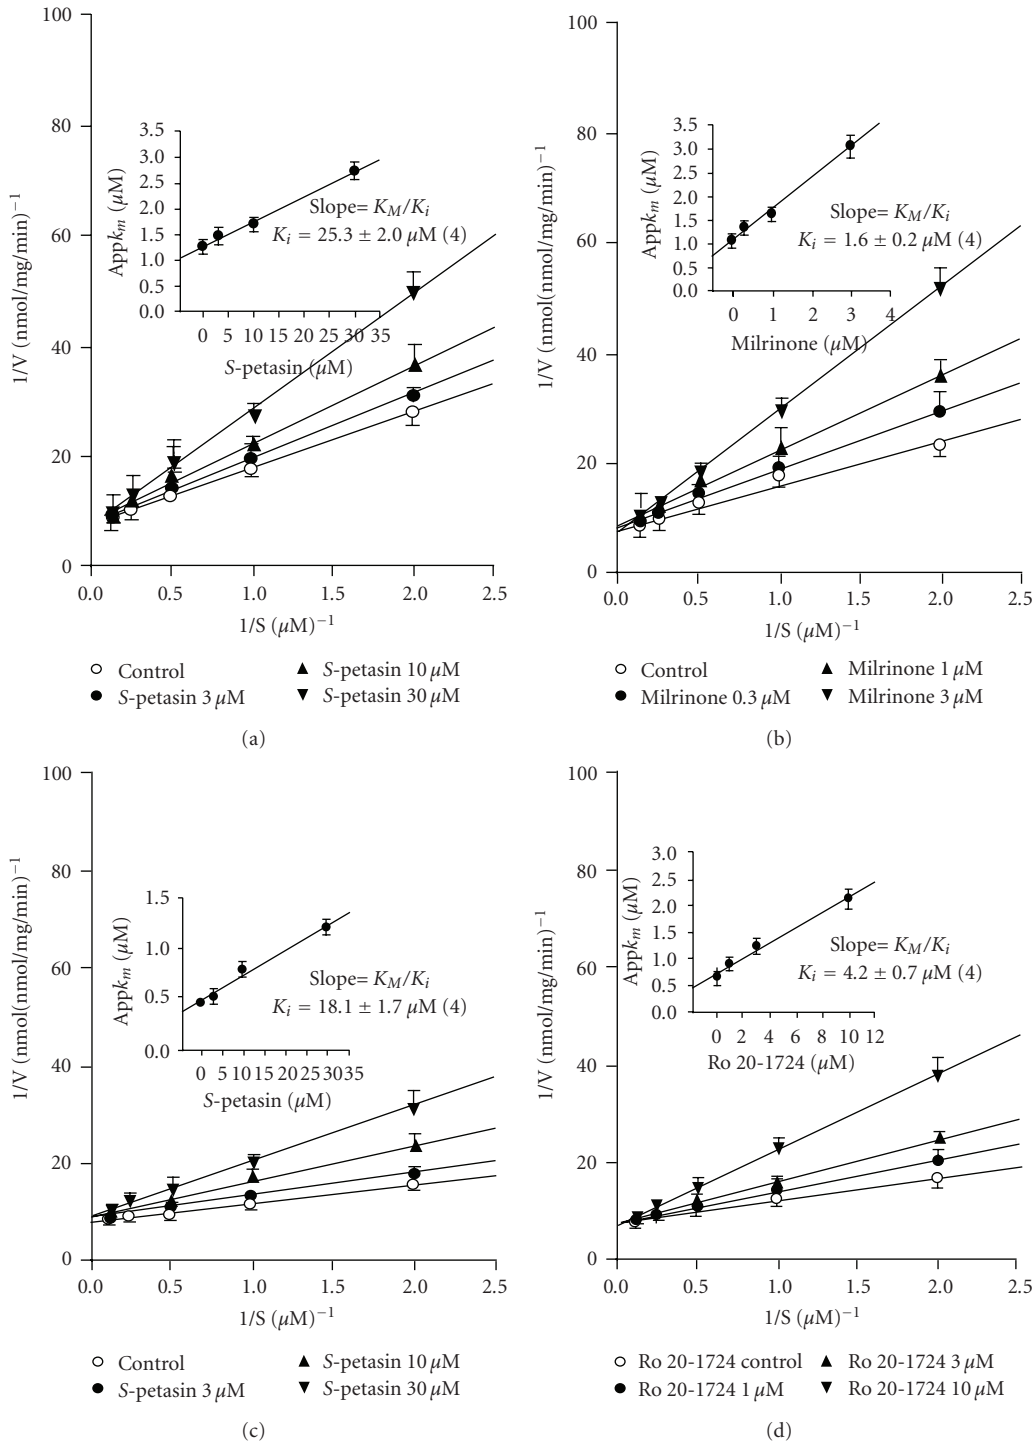 100
80
60
40
20
0
1/V (nmol/mg/min)−1
0.0 0.5 1.0 1.5 2.0 2.5
1/S (μM)−1
3.5
3.0
2.5
2.0
1.5
1.0
0.5
0.0
Appkm (μM)
0 5 10 15 20 25 30 35
S-petasin (μM)
Slope= KM/Ki
Ki = 25.3 ± 2.0 μM (4)
Control
S-petasin 3 μM
S-petasin 10 μM
S-petasin 30 μM
(a)
100
80
60
40
20
0
1/V (nmol(nmol/mg/min)−1
0.0 0.5 1.0 1.5 2.0 2.5
1/S (μM)−1
3.5
3.0
2.5
2.0
1.5
1.0
0.5
0.0
Appkm (μM)
0 1 2 3 4
Milrinone (μM)
Slope= KM/Ki
Ki = 1.6 ± 0.2 μM (4)
Control
Milrinone 0.3 μM
Milrinone 1 μM
Milrinone 3 μM
(b)
100
80
60
40
20
0
1/V (nmol(nmol/mg/min)−1
0.0 0.5 1.0 1.5 2.0 2.5
1/S (μM)−1
1.5
1.0
0.5
0.0
Appkm (μM)
0 5 10 15 20 25 30 35
S-petasin (μM)
Slope= KM/Ki
Ki = 18.1 ± 1.7 μM (4)
Control
S-petasin 3 μM
S-petasin 10 μM
S-petasin 30 μM
(c)
100
80
60
40
20
0
1/V (nmol/mg/min)−1
0.0 0.5 1.0 1.5 2.0 2.5
1/S (μM)−1
3.0
2.5
2.0
1.5
1.0
0.5
0.0
Appkm (μM)
0 2 4 6 8 10 12
Ro 20-1724 (μM)
Slope= KM/Ki
Ki = 4.2 ± 0.7 μM (4)
Ro 20-1724 control
Ro 20-1724 1 μM
Ro 20-1724 3 μM
Ro 20-1724 10 μM
(d)